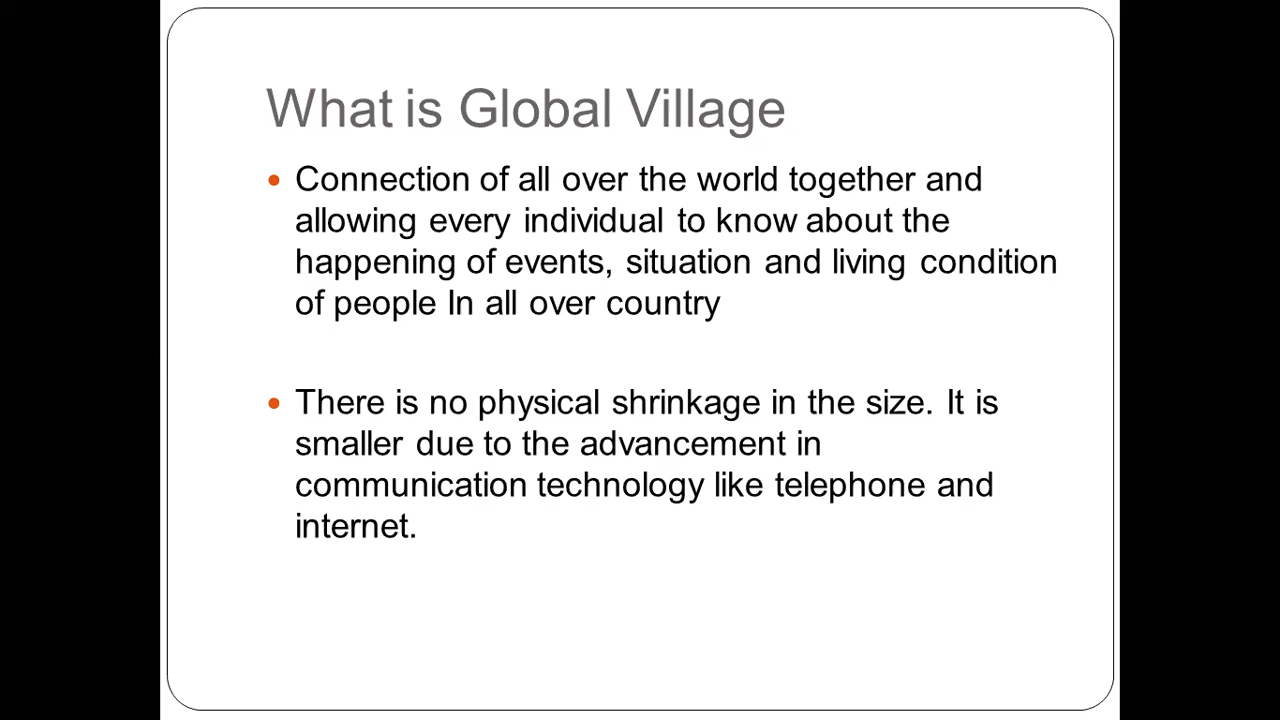 What is Global Village
• Connection of all over the world together and
allowing every individual to know about the
happening of events, situation and living condition
of people In all over country
• There is no physical shrinkage in the size. It is
smaller due to the advancement in
communication technology like telephone and
internet.